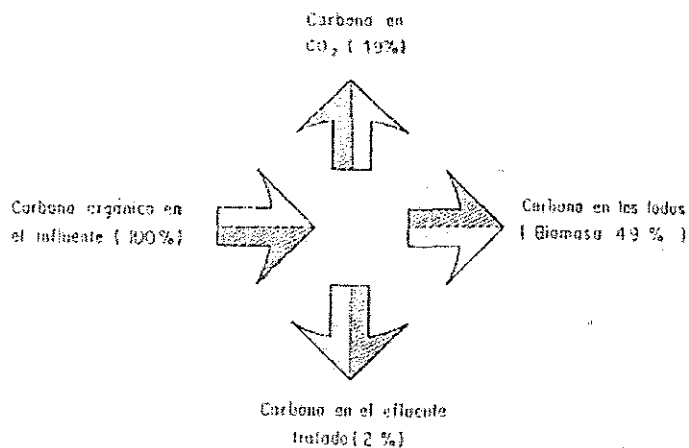 Carbono en
CO2 ( 19%)
Carbono orgánico en
el influente ( 100%)
Carbono en los lodos
( Biomasa 49 % )
Carbono en el efluente
tratado ( 2 %)